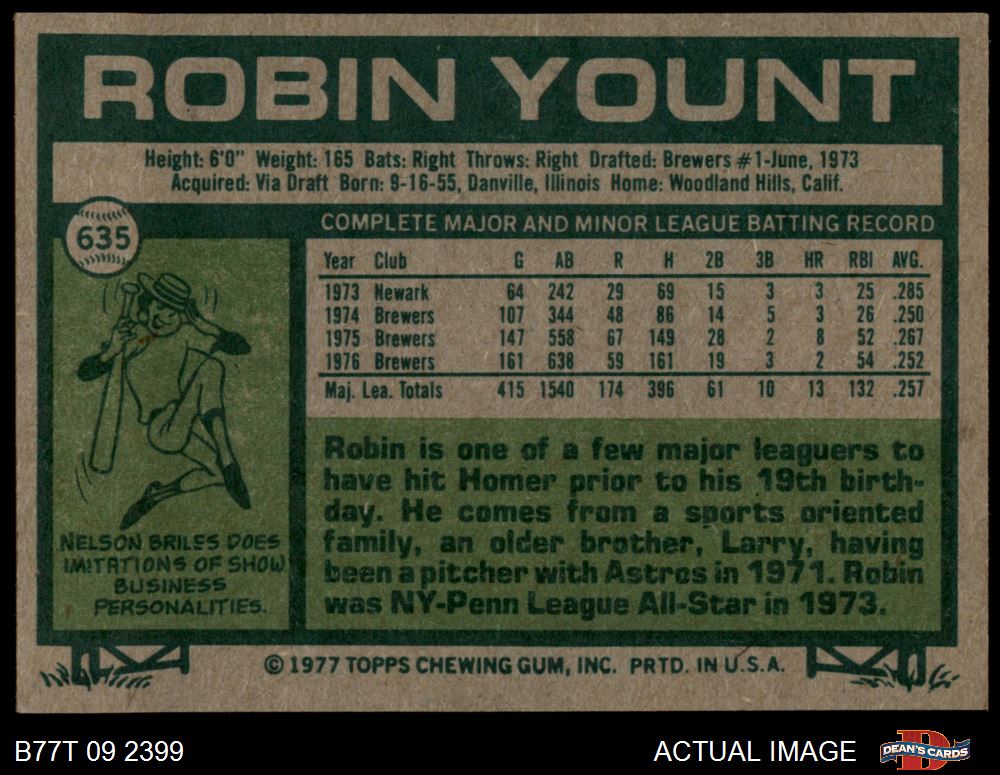 ROBIN YOUNT
Height: 6'0" Weight: 165 Bats: Right Throws: Right Drafted: Brewers #1-June, 1973
Acquired: Via Draft Born: 9-16-55, Danville, Illinois Home: Woodland Hills, Calif.
635
COMPLETE MAJOR AND MINOR LEAGUE BATTING RECORD
Year Club G AB R H 2B 3B HR RBI AVG.
1973 Newark 64 242 29 69 15 3 3 25 .285
1974 Brewers 107 344 48 86 14 5 3 26 .250
1975 Brewers 147 558 67 149 28 2 8 52 .267
1976 Brewers 161 638 59 161 19 3 2 54 .252
Maj. Lea. Totals 415 1540 174 396 61 10 13 132 .257
NELSON BRILES DOES
IMITATIONS OF SHOW
BUSINESS
PERSONALITIES.
Robin is one of a few major leaguers to
have hit Homer prior to his 19th birth-
day. He comes from a sports oriented
family, an older brother, Larry, having
been a pitcher with Astros in 1971. Robin
was NY-Penn League All-Star in 1973.
© 1977 TOPPS CHEWING GUM, INC. PRTD. IN U.S.A.
B77T 09 2399
ACTUAL IMAGE
D
DEAN'S CARDS